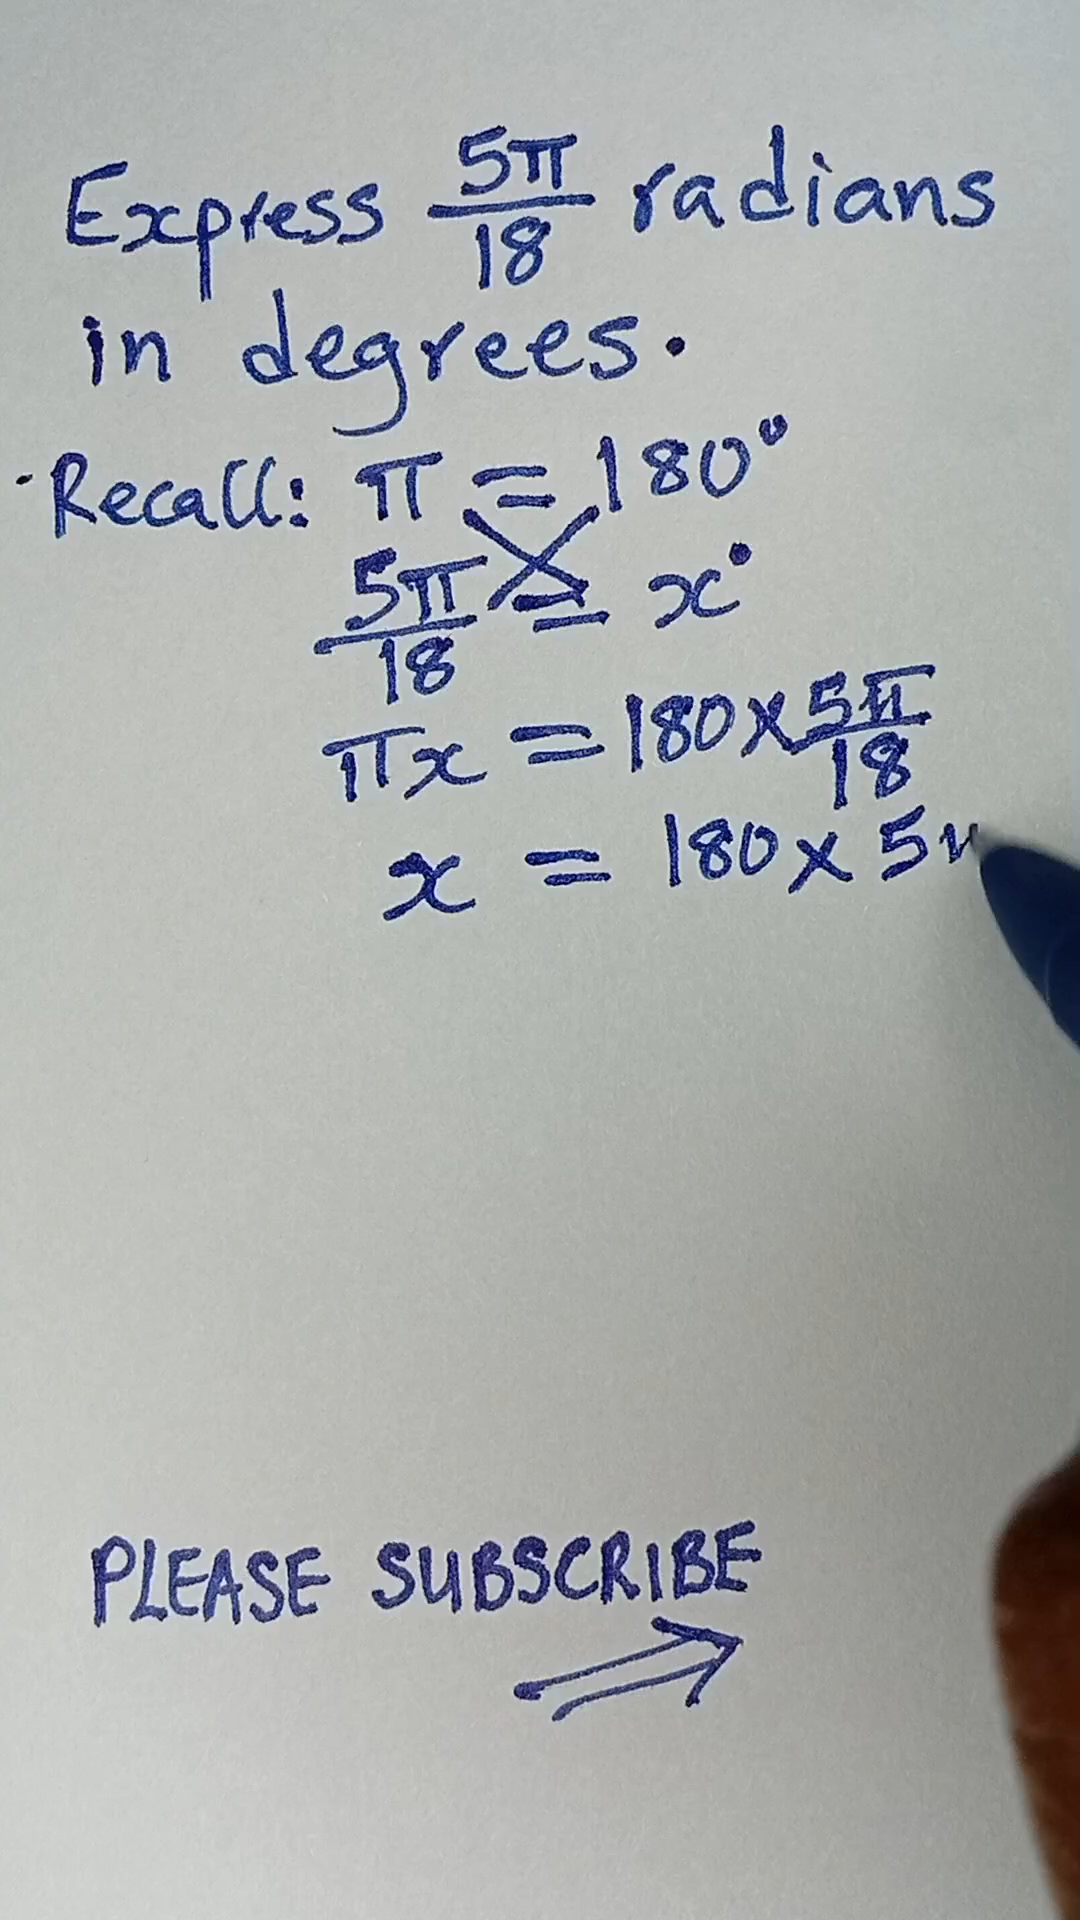 Express 5π/18 radians
in degrees.
Recall: π = 180°
5π/18 = x°
πx = 180 × 5π/18
x = 180 × 5
PLEASE SUBSCRIBE